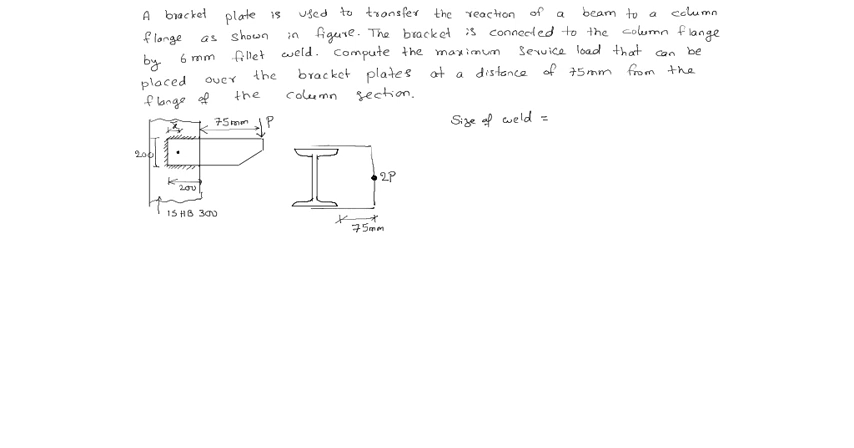 A bracket plate is used to transfer the reaction of a beam to a column
flange as shown in figure. The bracket is connected to the column flange
by 6mm fillet weld. Compute the maximum service load that can be
placed over the bracket plates at a distance of 75mm from the
flange of the column section.
Size of weld =
75mm
P
x̄
200
200
ISHB 300
2P
75mm